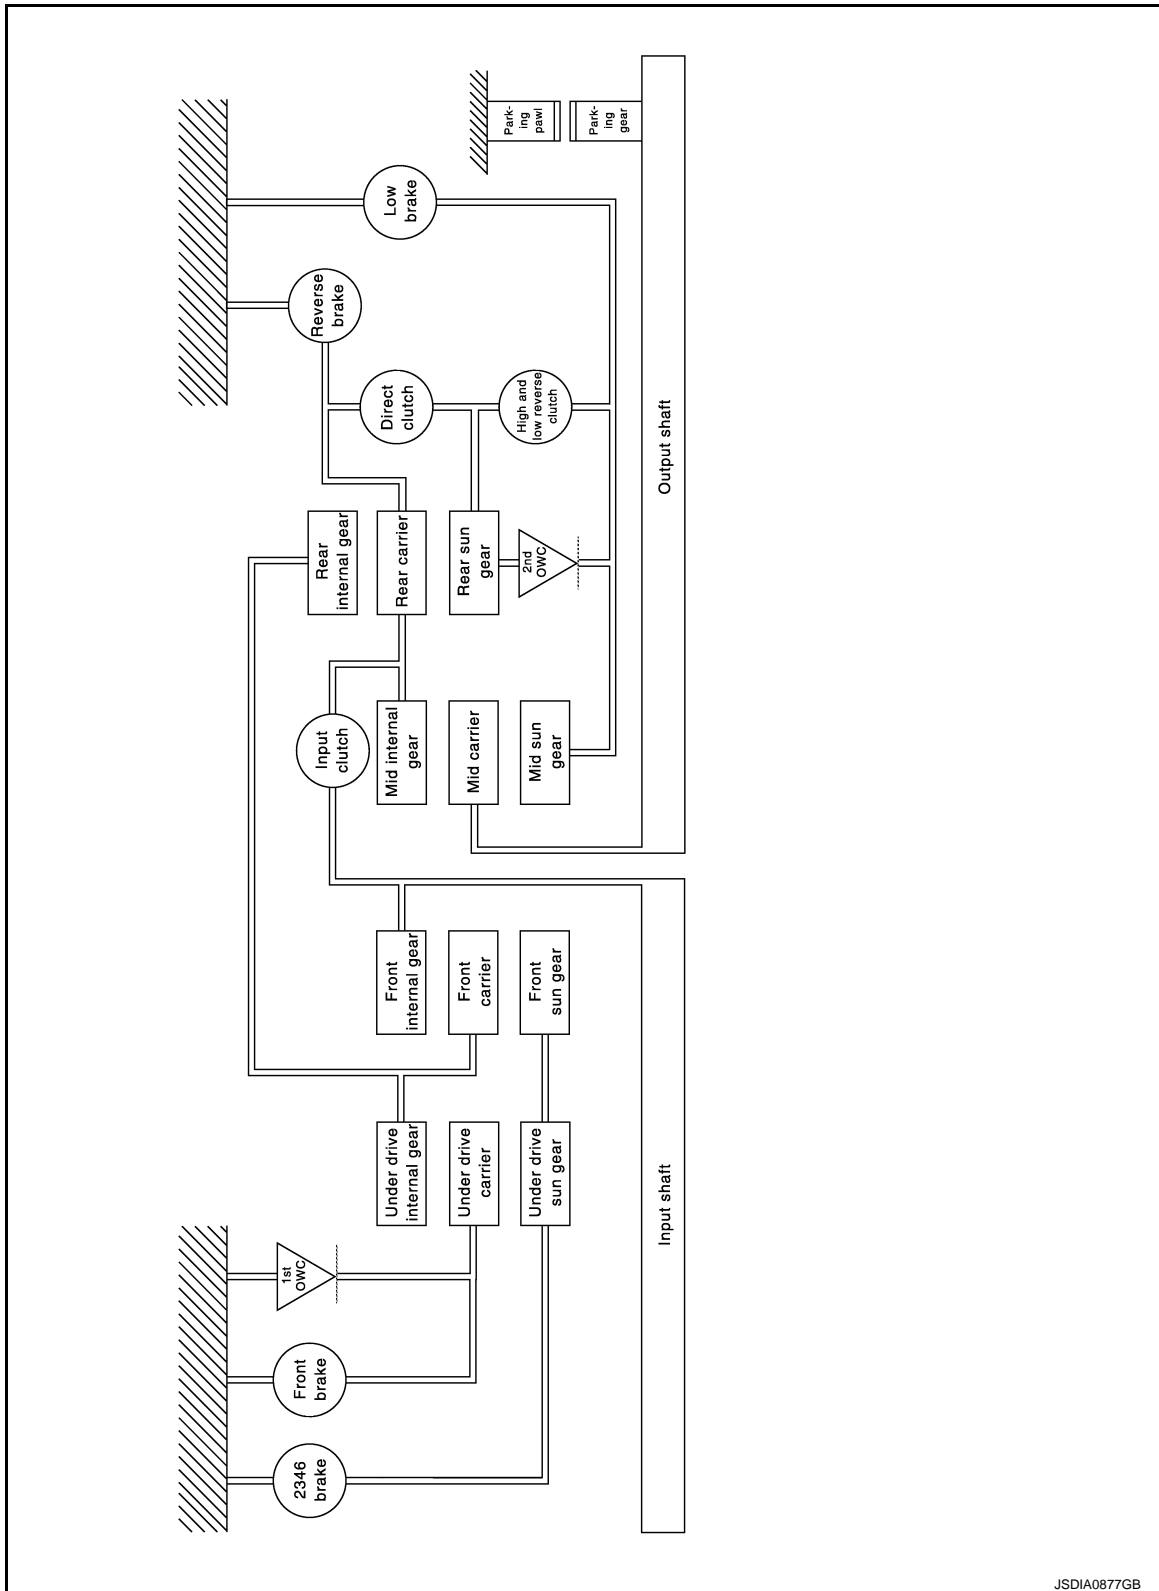 Park-
ing
pawl
Park-
ing
gear
Low
brake
Reverse
brake
Direct
clutch
High and
low reverse
clutch
Output shaft
Rear
internal gear
Rear carrier
Rear sun
gear
2nd
OWC
Input
clutch
Mid internal
gear
Mid carrier
Mid sun
gear
Front
internal gear
Front
carrier
Front
sun gear
Under drive
internal gear
Under drive
carrier
Under drive
sun gear
Input shaft
1st
OWC
Front
brake
2346
brake
JSDIA0877GB